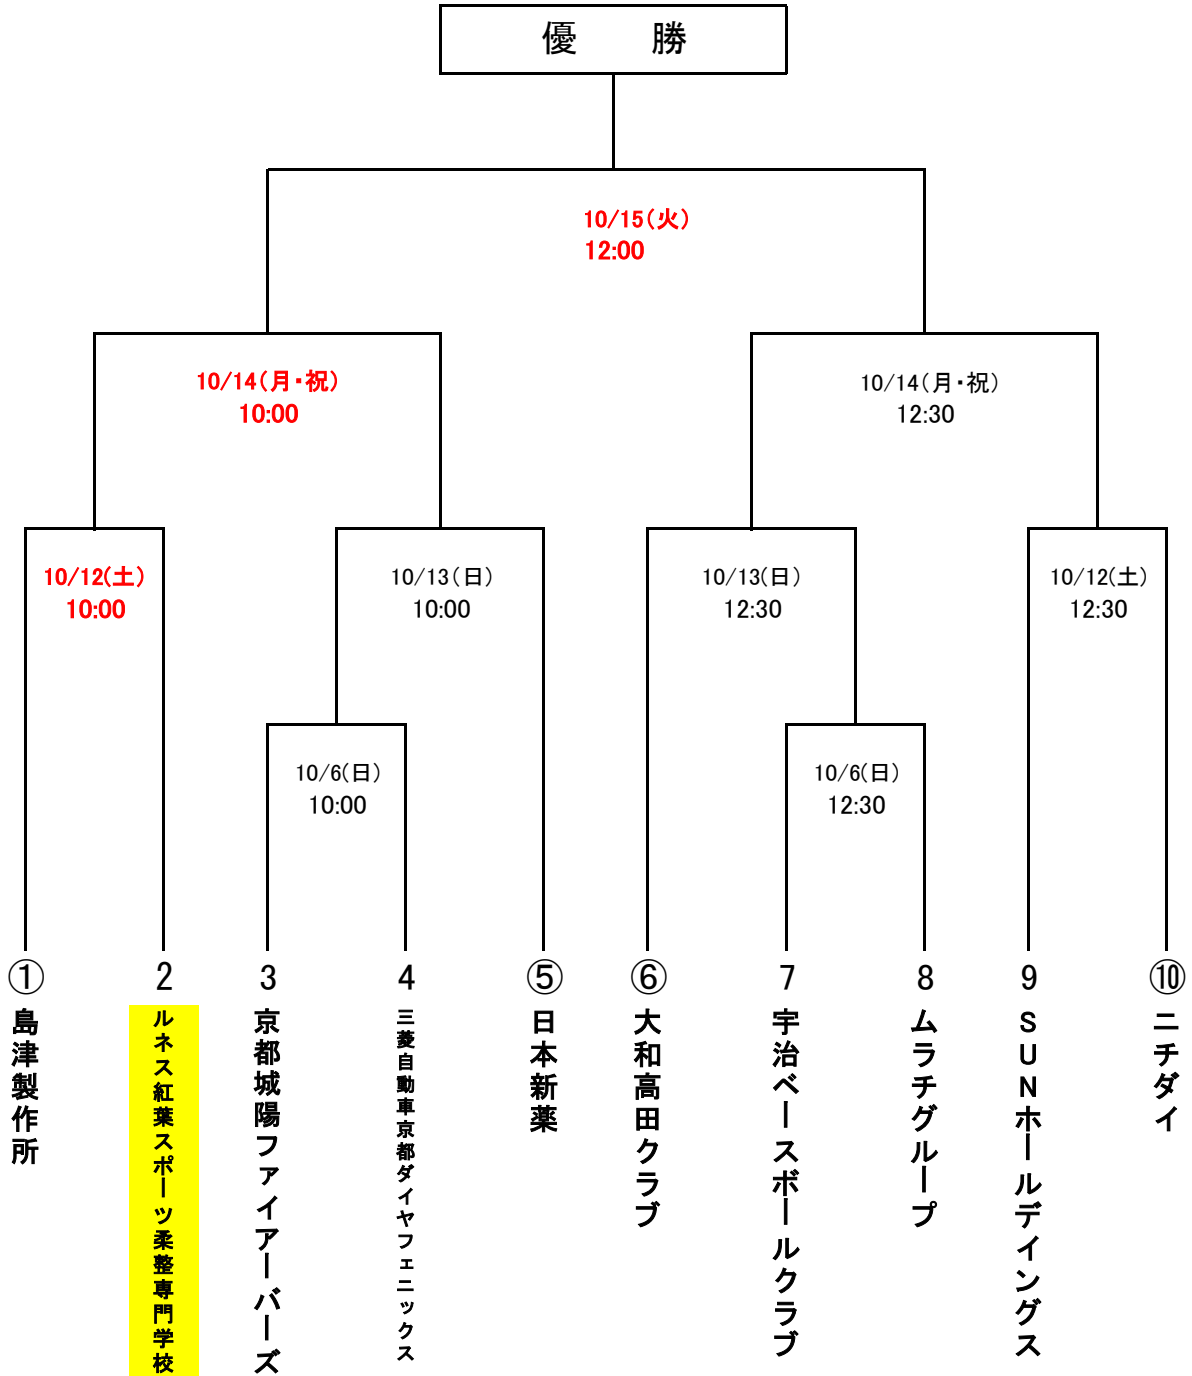 優　勝
10/15(火)
12:00
10/14(月・祝)
10:00
10/14(月・祝)
12:30
10/12(土)
10:00
10/13(日)
10:00
10/13(日)
12:30
10/12(土)
12:30
10/6(日)
10:00
10/6(日)
12:30
①
島津製作所
2
ルネス紅葉スポーツ柔整専門学校
3
京都城陽ファイアーバーズ
4
三菱自動車京都ダイヤフェニックス
⑤
日本新薬
⑥
大和高田クラブ
7
宇治ベースボールクラブ
8
ムラチグループ
9
SUNホールデイングス
⑩
ニチダイ